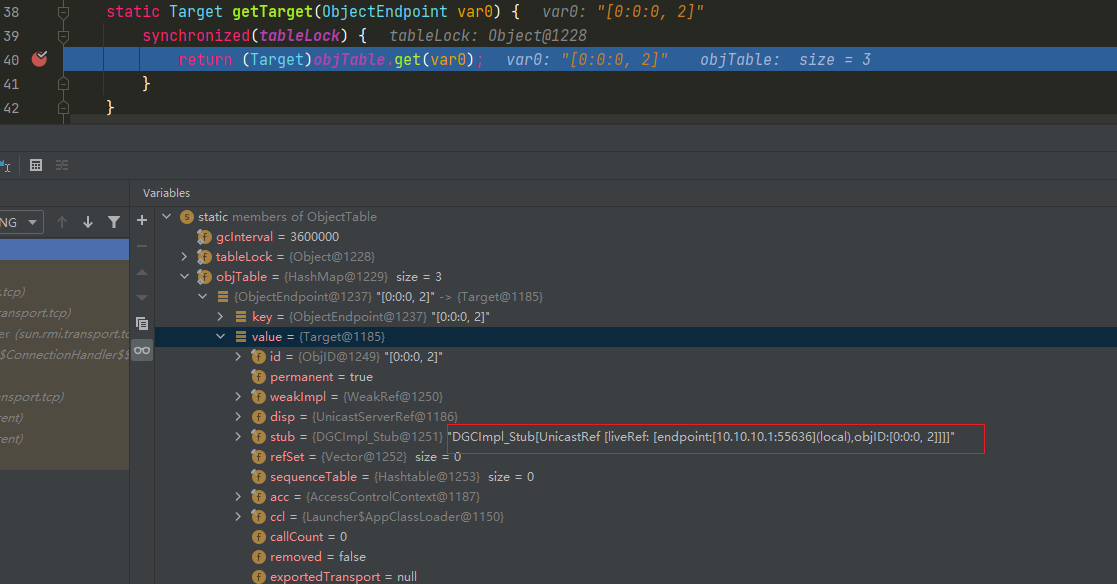 38 static Target getTarget(ObjectEndpoint var0) { var0: "[0:0:0, 2]"
39 synchronized(tableLock) { tableLock: Object@1228
40 return (Target)objTable.get(var0); var0: "[0:0:0, 2]" objTable: size = 3
41 }
42 }
Variables
NG
static members of ObjectTable
gcInterval = 3600000
tableLock = {Object@1228}
objTable = {HashMap@1229} size = 3
.tcp)
{ObjectEndpoint@1237} "[0:0:0, 2]" -> {Target@1185}
ransport.tcp)
key = {ObjectEndpoint@1237} "[0:0:0, 2]"
er (sun.rmi.transport.tc
value = {Target@1185}
$ConnectionHandler$$
id = {ObjID@1249} "[0:0:0, 2]"
permanent = true
nsport.tcp)
weakImpl = {WeakRef@1250}
ent)
disp = {UnicastServerRef@1186}
ent)
stub = {DGCImpl_Stub@1251} "DGCImpl_Stub[UnicastRef [liveRef: [endpoint:[10.10.10.1:55636](local),objID:[0:0:0, 2]]]]"
refSet = {Vector@1252} size = 0
sequenceTable = {Hashtable@1253} size = 0
acc = {AccessControlContext@1187}
ccl = {Launcher$AppClassLoader@1150}
callCount = 0
removed = false
exportedTransport = null